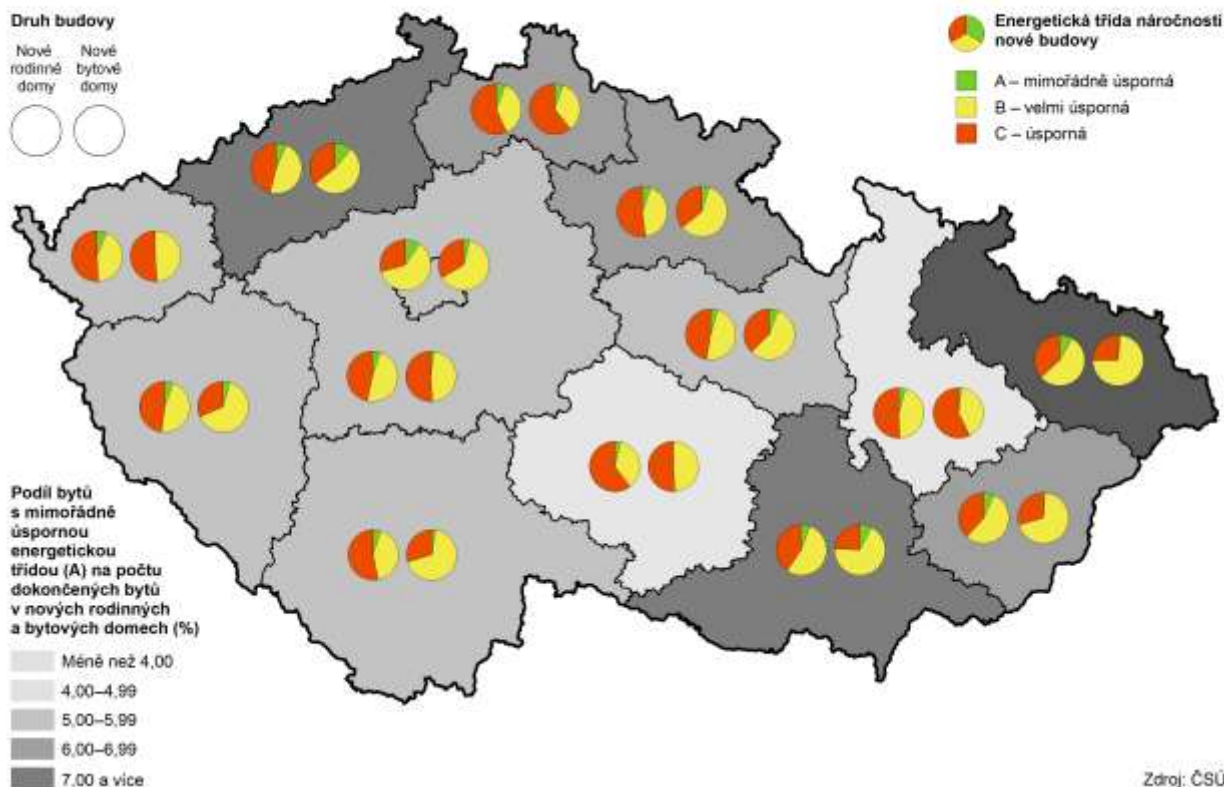 Druh budovy
Nové rodinné domy
Nové bytové domy
Energetická třída náročnosti
nové budovy
A – mimořádně úsporná
B – velmi úsporná
C – úsporná
Podíl bytů
s mimořádně
úspornou
energetickou
třídou (A) na počtu
dokončených bytů
v nových rodinných
a bytových domech (%)
Méně než 4,00
4,00–4,99
5,00–5,99
6,00–6,99
7,00 a více
Zdroj: ČSÚ